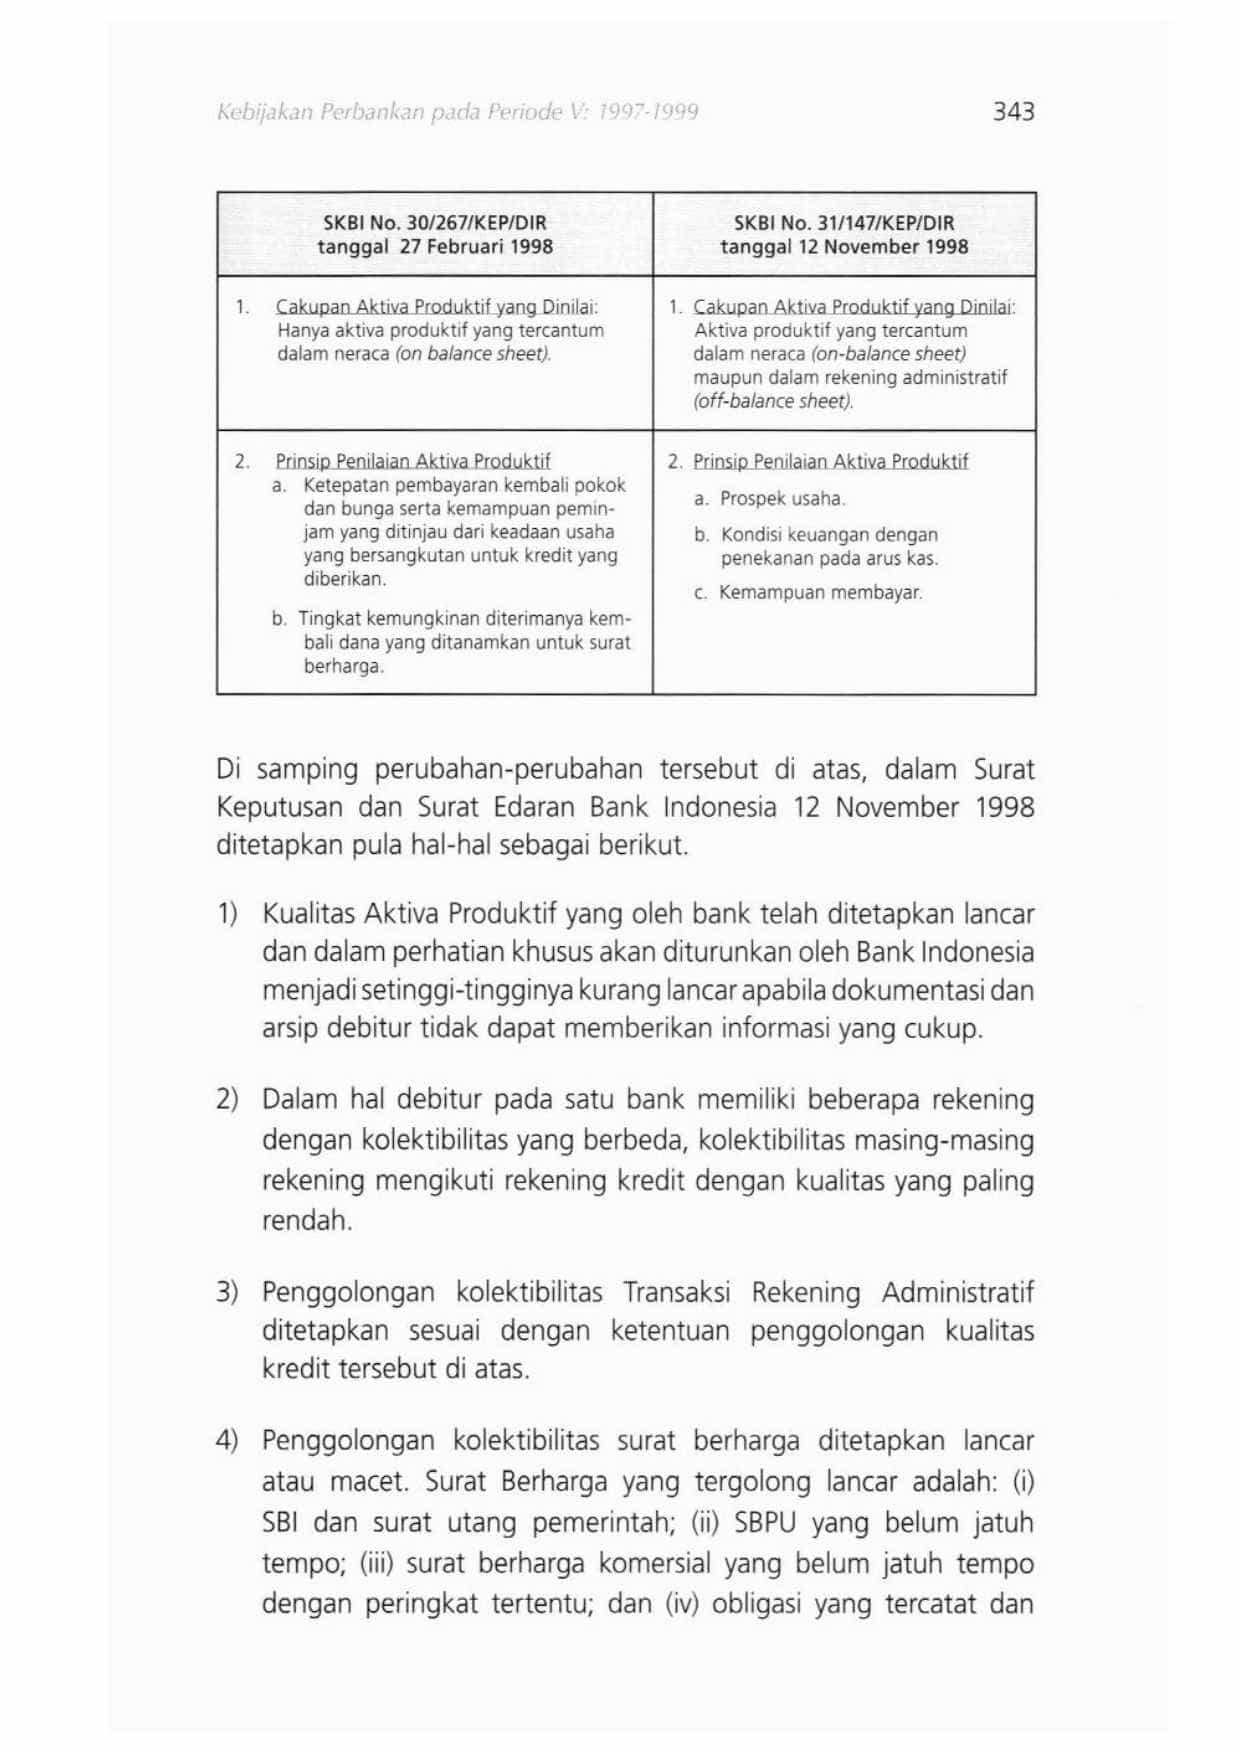 Kebijakan Perbankan pada Periode V: 1997-1999
343
SKBI No. 30/267/KEP/DIR
tanggal 27 Februari 1998
SKBI No. 31/147/KEP/DIR
tanggal 12 November 1998
1. Cakupan Aktiva Produktif yang Dinilai:
Hanya aktiva produktif yang tercantum
dalam neraca (on balance sheet).
1. Cakupan Aktiva Produktif yang Dinilai:
Aktiva produktif yang tercantum
dalam neraca (on-balance sheet)
maupun dalam rekening administratif
(off-balance sheet).
2. Prinsip Penilaian Aktiva Produktif
a. Ketepatan pembayaran kembali pokok
dan bunga serta kemampuan pemin-
jam yang ditinjau dari keadaan usaha
yang bersangkutan untuk kredit yang
diberikan.
b. Tingkat kemungkinan diterimanya kem-
bali dana yang ditanamkan untuk surat
berharga.
2. Prinsip Penilaian Aktiva Produktif
a. Prospek usaha.
b. Kondisi keuangan dengan
penekanan pada arus kas.
c. Kemampuan membayar.
Di samping perubahan-perubahan tersebut di atas, dalam Surat
Keputusan dan Surat Edaran Bank Indonesia 12 November 1998
ditetapkan pula hal-hal sebagai berikut.
1) Kualitas Aktiva Produktif yang oleh bank telah ditetapkan lancar
dan dalam perhatian khusus akan diturunkan oleh Bank Indonesia
menjadi setinggi-tingginya kurang lancar apabila dokumentasi dan
arsip debitur tidak dapat memberikan informasi yang cukup.
2) Dalam hal debitur pada satu bank memiliki beberapa rekening
dengan kolektibilitas yang berbeda, kolektibilitas masing-masing
rekening mengikuti rekening kredit dengan kualitas yang paling
rendah.
3) Penggolongan kolektibilitas Transaksi Rekening Administratif
ditetapkan sesuai dengan ketentuan penggolongan kualitas
kredit tersebut di atas.
4) Penggolongan kolektibilitas surat berharga ditetapkan lancar
atau macet. Surat Berharga yang tergolong lancar adalah: (i)
SBI dan surat utang pemerintah; (ii) SBPU yang belum jatuh
tempo; (iii) surat berharga komersial yang belum jatuh tempo
dengan peringkat tertentu; dan (iv) obligasi yang tercatat dan